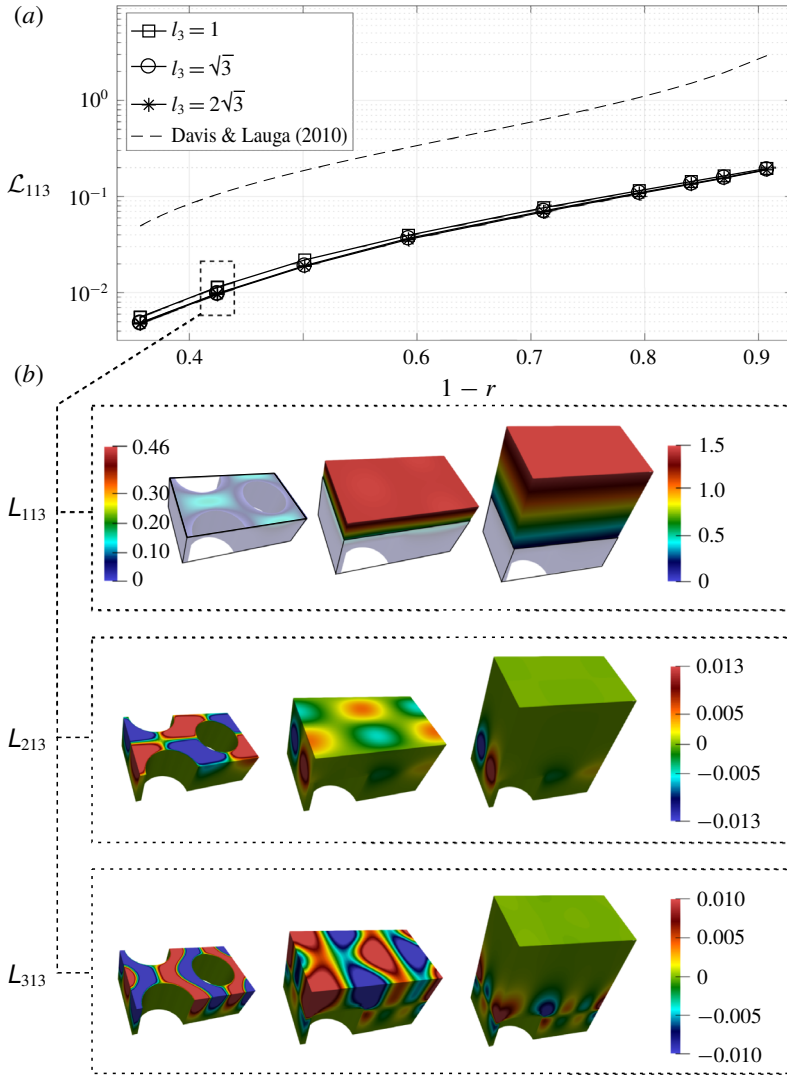 (a)
l₃ = 1
l₃ = √3
l₃ = 2√3
Davis & Lauga (2010)
10⁰
10⁻¹
10⁻²
ℒ₁₁₃
0.4 0.6 0.7 0.8 0.9
1 − r
(b)
L₁₁₃
0.46
0.30
0.20
0.10
0
1.5
1.0
0.5
0
L₂₁₃
0.013
0.005
0
−0.005
−0.013
L₃₁₃
0.010
0.005
0
−0.005
−0.010